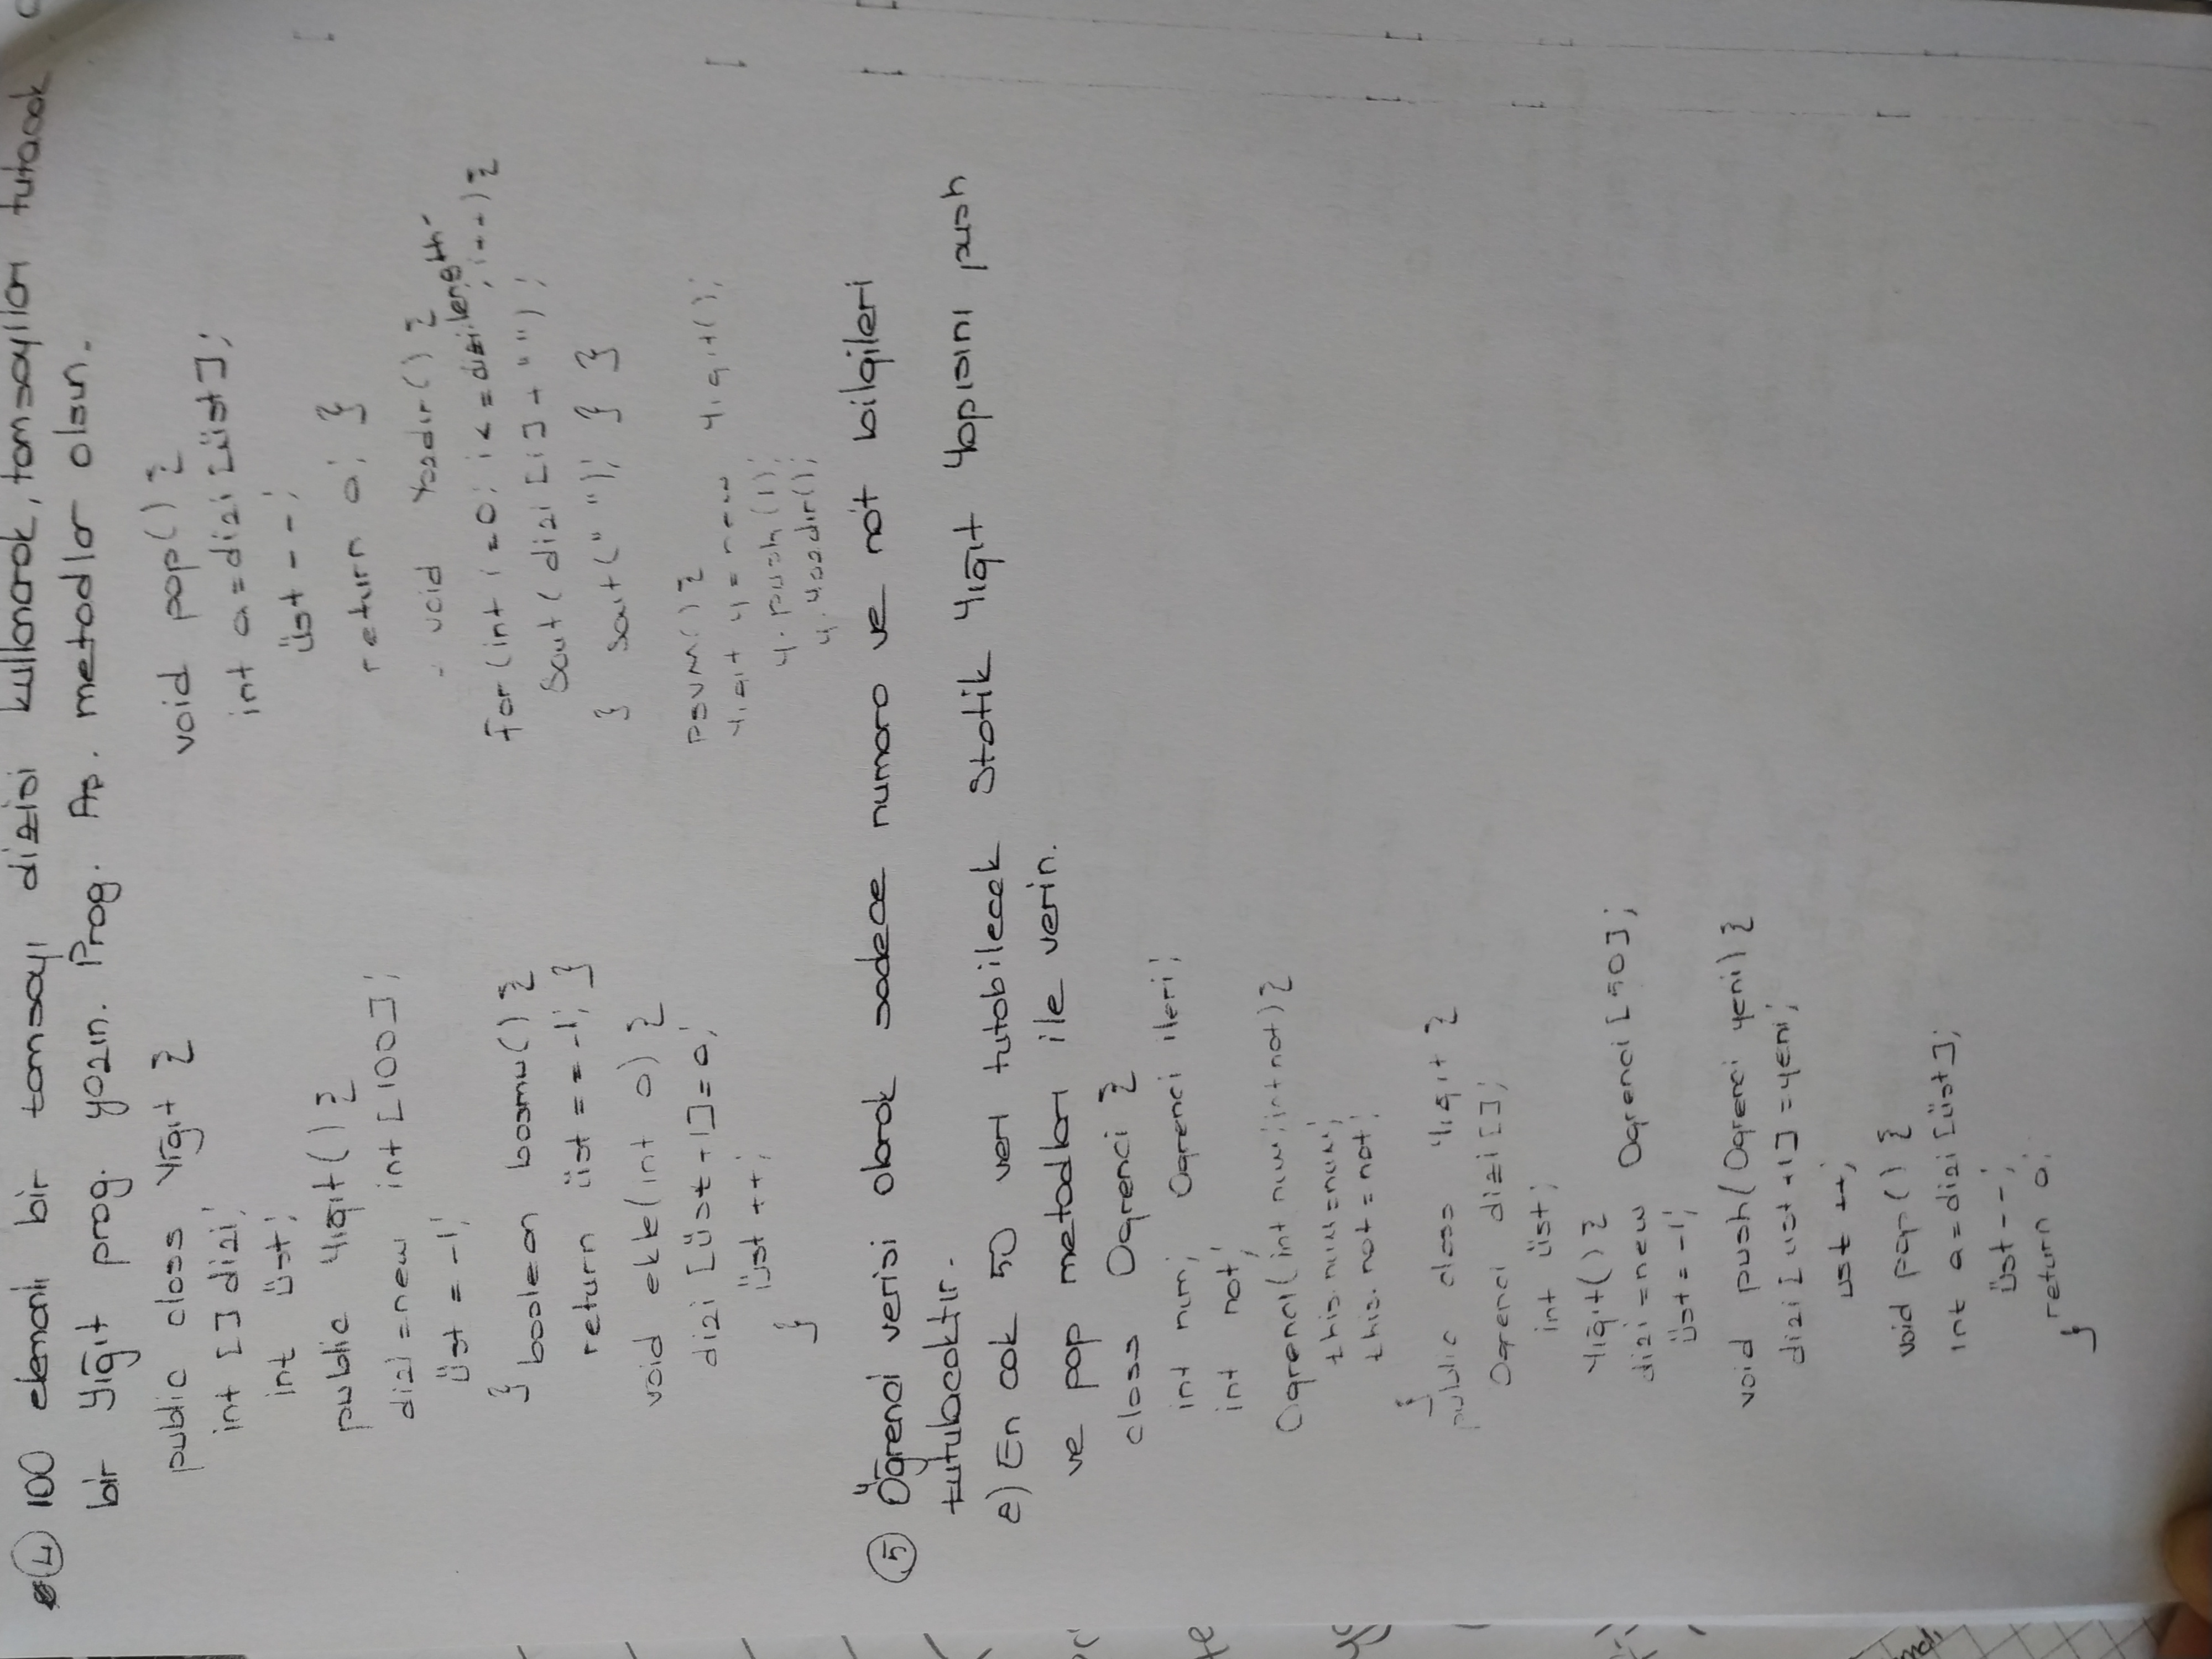 ④ 100 elemanlı bir tamsayı dizisi kullanarak, tamsayıları tutacak
bir yığıt prog. yazın. Prog. Aş. metodlar olsun.
public class Yığıt {
int [] dizi;
int üst;
public Yığıt() {
dizi = new int [100];
üst = -1;
} boolean bosmu() {
return üst == -1; }
void ekle(int a) {
dizi [üst+1] = a;
üst ++;
}
void pop() {
int a = dizi [üst];
üst --;
return a; }
void Yazdır() {
for (int i=0; i<=dizi.length; i++) {
Sout( dizi [i] + " ");
} Sout (" "); } }
PSVM() {
Yigit y = new Yigit();
y.push(1);
y.yazdır();
⑤ Öğrenci verisi olarak sadece numara ve not bilgileri
tutulacaktır.
e) En cok 50 veri tutabilecek Statik Yığıt Yapısını push
ve pop metodları ile verin.
class Ogrenci {
int num; Ogrenci ileri;
int not;
Ogrenci(int num, int not) {
this.num = num;
this.not = not;
}
public class Yigit {
Ogrenci dizi [];
int üst;
Yığıt() {
dizi = new Ogrenci [50];
üst = -1;
void push (Ogrenci yeni) {
dizi [üst+1] = yeni;
üst ++;
void pop() {
int a = dizi [üst];
üst --;
} return a;